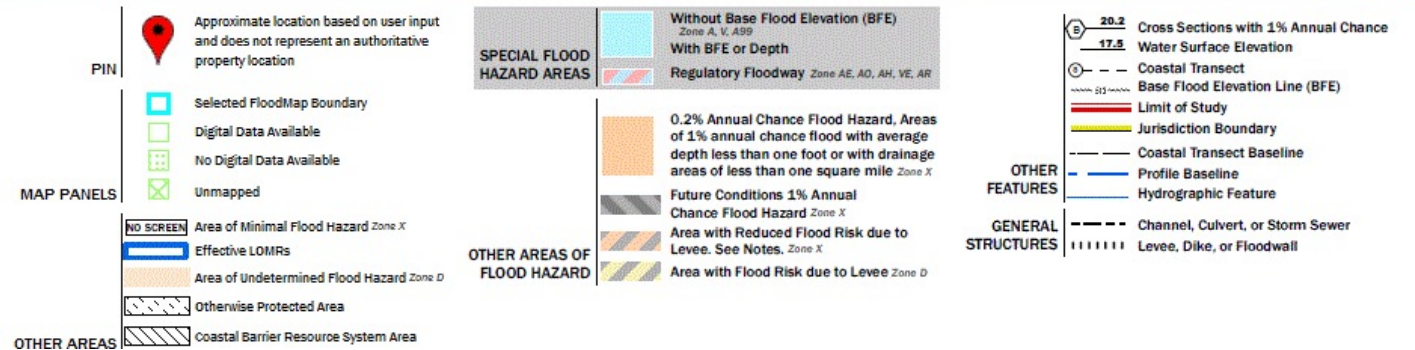 PIN
Approximate location based on user input
and does not represent an authoritative
property location
MAP PANELS
Selected FloodMap Boundary
Digital Data Available
No Digital Data Available
Unmapped
OTHER AREAS
NO SCREEN Area of Minimal Flood Hazard Zone X
Effective LOMRs
Area of Undetermined Flood Hazard Zone D
Otherwise Protected Area
Coastal Barrier Resource System Area
SPECIAL FLOOD
HAZARD AREAS
Without Base Flood Elevation (BFE)
Zone A, V, A99
With BFE or Depth
Regulatory Floodway Zone AE, AO, AH, VE, AR
OTHER AREAS OF
FLOOD HAZARD
0.2% Annual Chance Flood Hazard, Areas
of 1% annual chance flood with average
depth less than one foot or with drainage
areas of less than one square mile Zone X
Future Conditions 1% Annual
Chance Flood Hazard Zone X
Area with Reduced Flood Risk due to
Levee. See Notes. Zone X
Area with Flood Risk due to Levee Zone D
OTHER
FEATURES
B 20.2 Cross Sections with 1% Annual Chance
17.5 Water Surface Elevation
Coastal Transect
Base Flood Elevation Line (BFE)
Limit of Study
Jurisdiction Boundary
Coastal Transect Baseline
Profile Baseline
Hydrographic Feature
GENERAL
STRUCTURES
Channel, Culvert, or Storm Sewer
Levee, Dike, or Floodwall